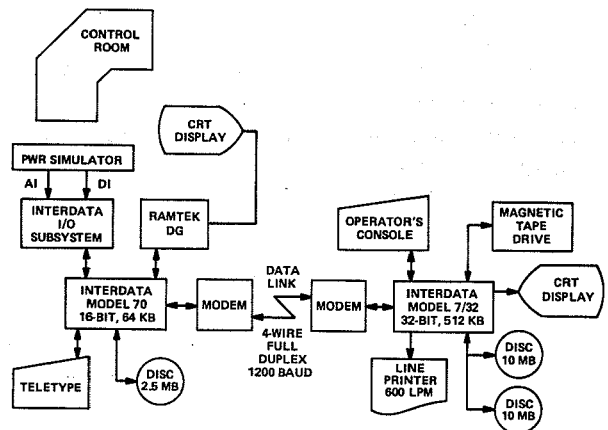 CONTROL
ROOM
CRT
DISPLAY
PWR SIMULATOR
AI
DI
INTERDATA
I/O
SUBSYSTEM
RAMTEK
DG
OPERATOR'S
CONSOLE
MAGNETIC
TAPE
DRIVE
INTERDATA
MODEL 70
16-BIT, 64 KB
MODEM
DATA
LINK
4-WIRE
FULL
DUPLEX
1200 BAUD
MODEM
INTERDATA
MODEL 7/32
32-BIT, 512 KB
CRT
DISPLAY
TELETYPE
DISC
2.5 MB
LINE
PRINTER
600 LPM
DISC
10 MB
DISC
10 MB